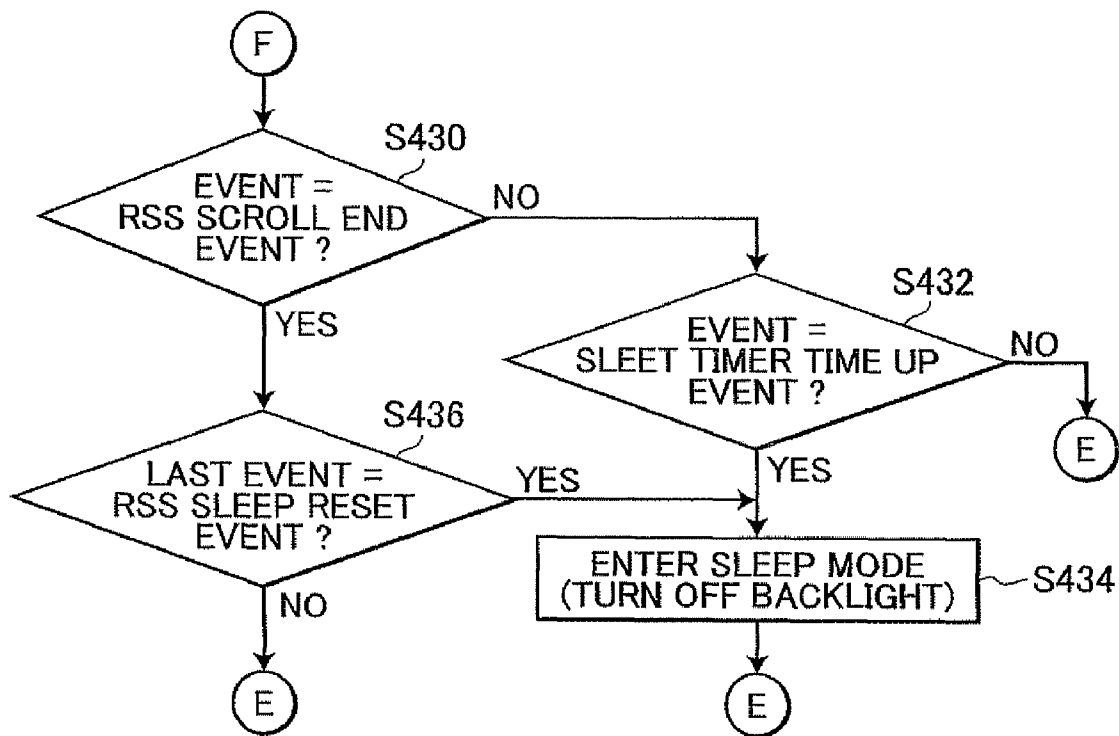 F
S430
EVENT =
RSS SCROLL END
EVENT ?
NO
YES
S432
EVENT =
SLEET TIMER TIME UP
EVENT ?
NO
E
YES
S436
LAST EVENT =
RSS SLEEP RESET
EVENT ?
YES
NO
E
ENTER SLEEP MODE
(TURN OFF BACKLIGHT)
S434
E